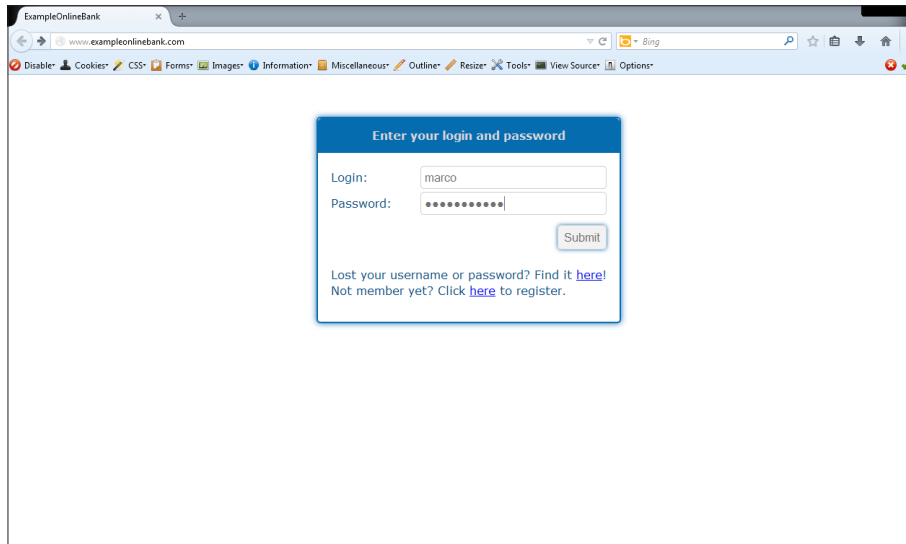 ExampleOnlineBank
www.exampleonlinebank.com Bing
Disable Cookies CSS Forms Images Information Miscellaneous Outline Resize Tools View Source Options
Enter your login and password
Login: marco
Password: ●●●●●●●●●●●
Submit
Lost your username or password? Find it here!
Not member yet? Click here to register.